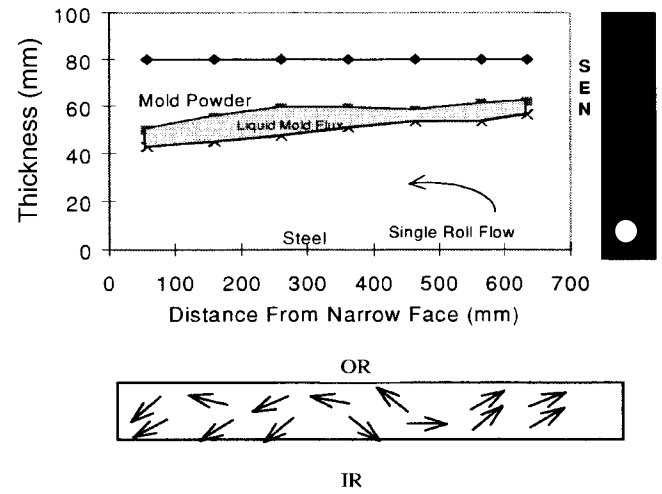 Thickness (mm)
100
80
60
40
20
0
Mold Powder
Liquid Mold Flux
Steel
Single Roll Flow
SEN
0 100 200 300 400 500 600 700
Distance From Narrow Face (mm)
OR
IR